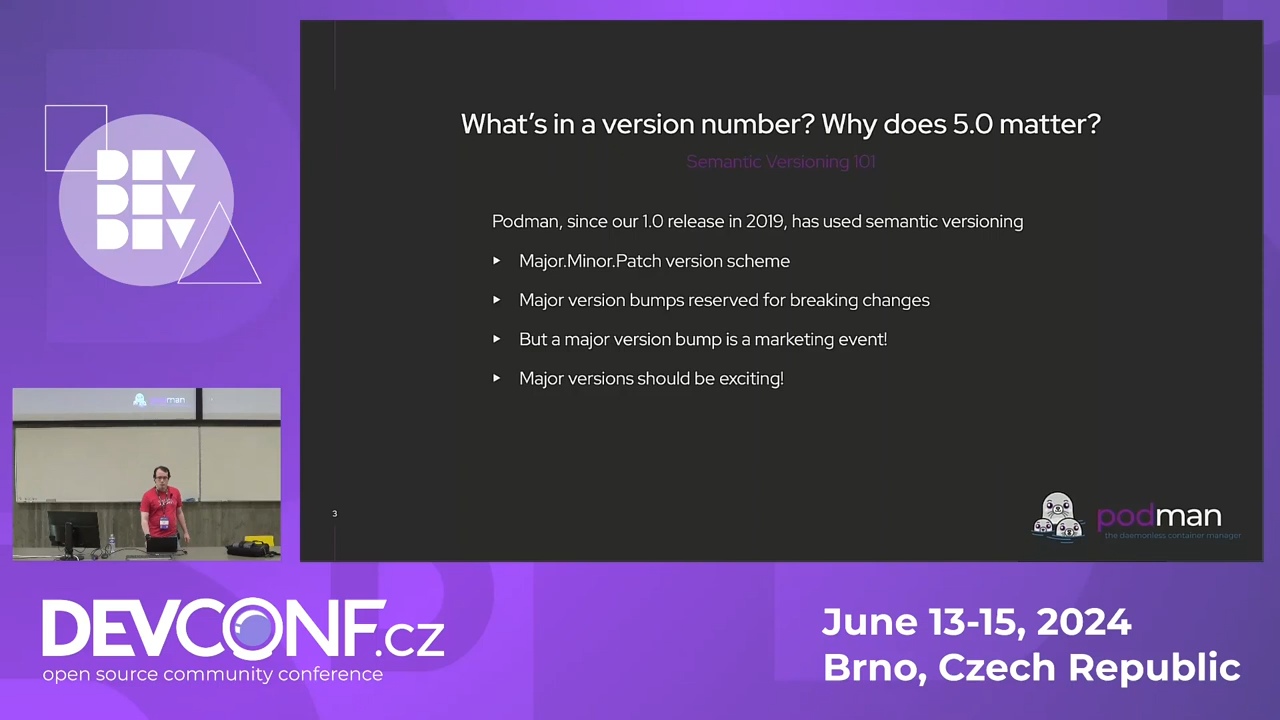 DEV
DEV
DEV
What's in a version number? Why does 5.0 matter?
Semantic Versioning 101
Podman, since our 1.0 release in 2019, has used semantic versioning
Major.Minor.Patch version scheme
Major version bumps reserved for breaking changes
But a major version bump is a marketing event!
Major versions should be exciting!
podman
3
podman
the daemonless container manager
DEVCONF.cz
open source community conference
June 13-15, 2024
Brno, Czech Republic